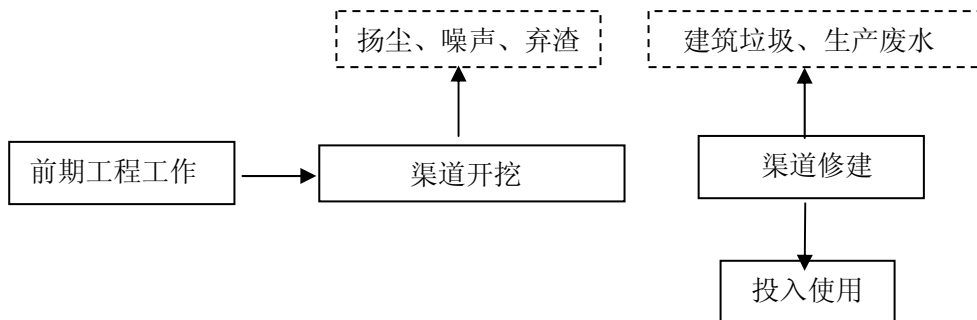 扬尘、噪声、弃渣
建筑垃圾、生产废水
前期工程工作
渠道开挖
渠道修建
投入使用